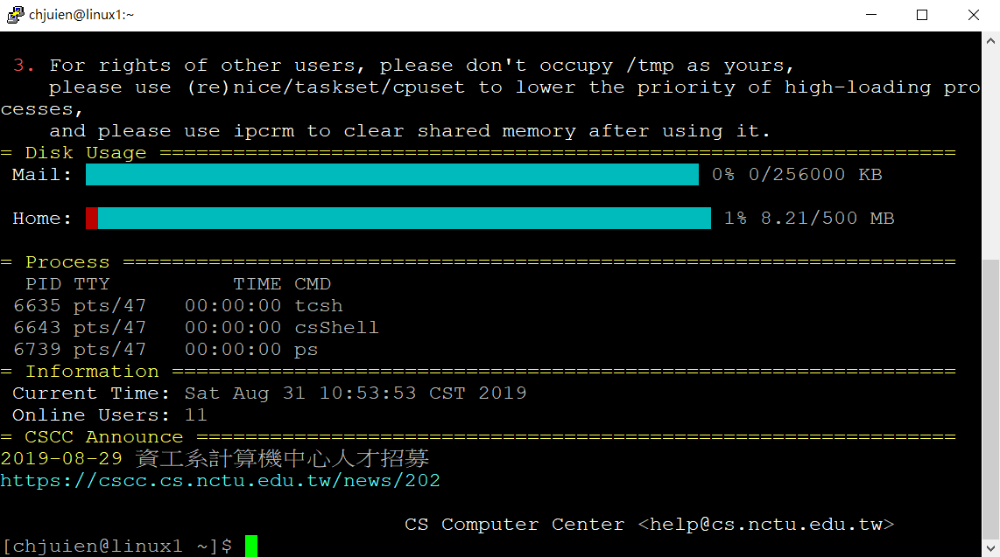 chjuien@linux1:~
3. For rights of other users, please don't occupy /tmp as yours,
please use (re)nice/taskset/cpuset to lower the priority of high-loading pro
cesses,
and please use ipcrm to clear shared memory after using it.
= Disk Usage =================================================================
Mail: 0% 0/256000 KB
Home: 1% 8.21/500 MB
= Process ====================================================================
PID TTY          TIME CMD
6635 pts/47   00:00:00 tcsh
6643 pts/47   00:00:00 csShell
6739 pts/47   00:00:00 ps
= Information ================================================================
Current Time: Sat Aug 31 10:53:53 CST 2019
Online Users: 11
= CSCC Announce ==============================================================
2019-08-29 資工系計算機中心人才招募
https://cscc.cs.nctu.edu.tw/news/202
CS Computer Center <help@cs.nctu.edu.tw>
[chjuien@linux1 ~]$